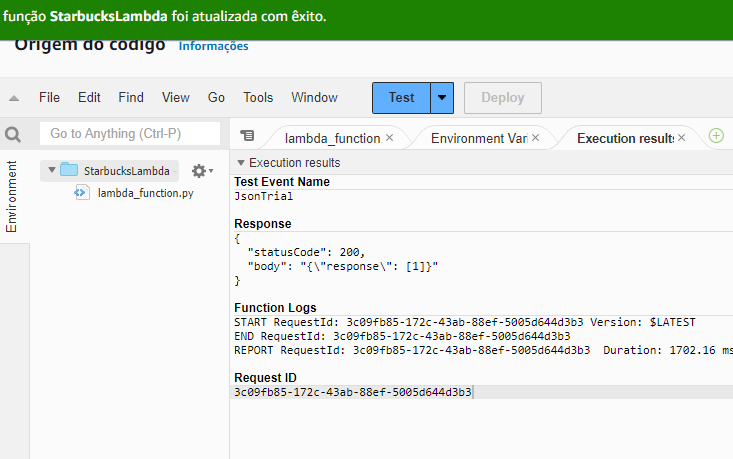 função StarbucksLambda foi atualizada com êxito.
Origem do código Informações
File Edit Find View Go Tools Window Test Deploy
Go to Anything (Ctrl-P)
lambda_function Environment Vari Execution results
Environment
StarbucksLambda
lambda_function.py
Execution results
Test Event Name
JsonTrial
Response
{
"statusCode": 200,
"body": "{\"response\": [1]}"
}
Function Logs
START RequestId: 3c09fb85-172c-43ab-88ef-5005d644d3b3 Version: $LATEST
END RequestId: 3c09fb85-172c-43ab-88ef-5005d644d3b3
REPORT RequestId: 3c09fb85-172c-43ab-88ef-5005d644d3b3 Duration: 1702.16 ms
Request ID
3c09fb85-172c-43ab-88ef-5005d644d3b3